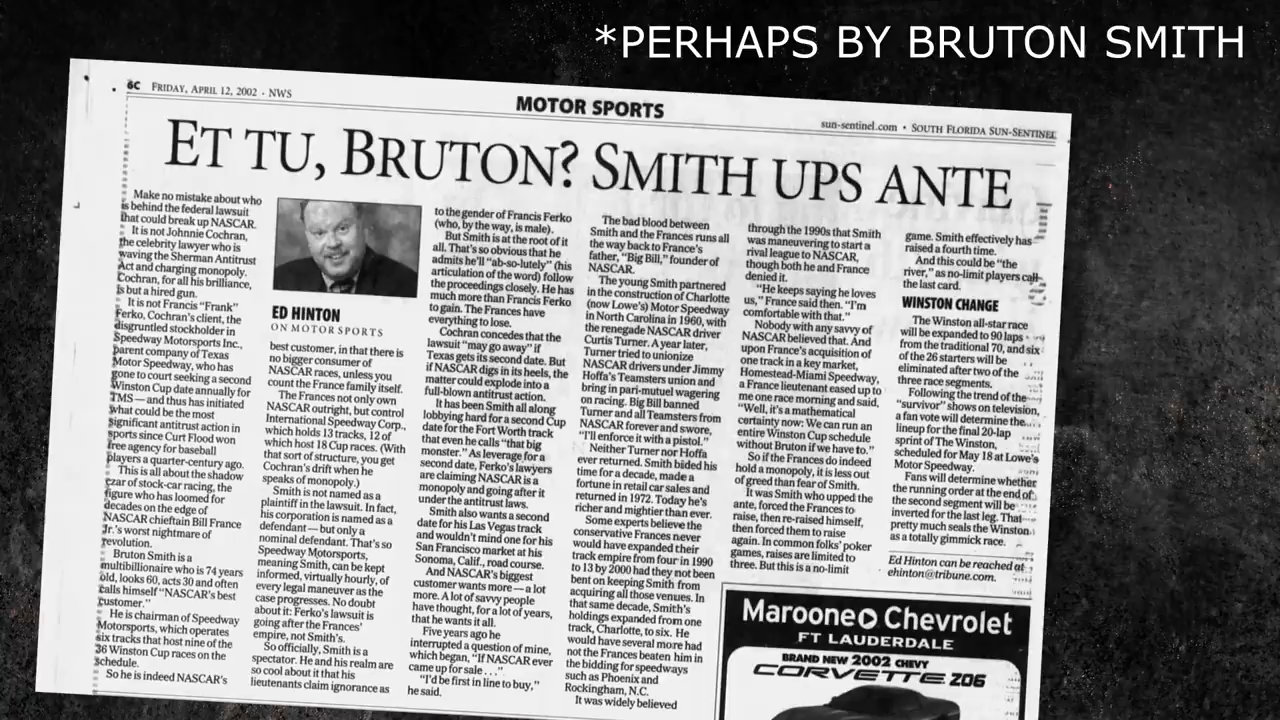 *PERHAPS BY BRUTON SMITH
6C FRIDAY, APRIL 12, 2002 · NWS
MOTOR SPORTS
sun-sentinel.com • SOUTH FLORIDA SUN-SENTINEL
ET TU, BRUTON? SMITH UPS ANTE
Make no mistake about who
is behind the federal lawsuit
that could break up NASCAR.
It is not Johnnie Cochran,
the celebrity lawyer who is
waving the Sherman Antitrust
Act and charging monopoly.
Cochran, for all his brilliance,
is but a hired gun.
It is not Francis "Frank"
Ferko, Cochran's client, the
disgruntled stockholder in
Speedway Motorsports Inc.,
parent company of Texas
Motor Speedway, who has
gone to court seeking a second
Winston Cup date annually for
TMS — and thus has initiated
what could be the most
significant antitrust action in
sports since Curt Flood won
free agency for baseball
players a quarter-century ago.
This is all about the shadow
czar of stock-car racing, the
figure who has loomed for
decades on the edge of
NASCAR chieftain Bill France
Jr.'s worst nightmare of
revolution.
Bruton Smith is a
multibillionaire who is 74 years
old, looks 60, acts 30 and often
calls himself "NASCAR's best
customer."
He is chairman of Speedway
Motorsports, which operates
six tracks that host nine of the
36 Winston Cup races on the
schedule.
So he is indeed NASCAR's
ED HINTON
ON MOTOR SPORTS
best customer, in that there is
no bigger consumer of
NASCAR races, unless you
count the France family itself.
The Frances not only own
NASCAR outright, but control
International Speedway Corp.,
which holds 13 tracks, 12 of
which host 18 Cup races. (With
that sort of structure, you get
Cochran's drift when he
speaks of monopoly.)
Smith is not named as a
plaintiff in the lawsuit. In fact,
his corporation is named as a
defendant — but only a
nominal defendant. That's so
Speedway Motorsports,
meaning Smith, can be kept
informed, virtually hourly, of
every legal maneuver as the
case progresses. No doubt
about it: Ferko's lawsuit is
going after the Frances'
empire, not Smith's.
So officially, Smith is a
spectator. He and his realm are
so cool about it that his
lieutenants claim ignorance as
to the gender of Francis Ferko
(who, by the way, is male).
But Smith is at the root of it
all. That's so obvious that he
admits he'll "ab-so-lutely" (his
articulation of the word) follow
the proceedings closely. He has
much more than Francis Ferko
to gain. The Frances have
everything to lose.
Cochran concedes that the
lawsuit "may go away" if
Texas gets its second date. But
if NASCAR digs in its heels, the
matter could explode into a
full-blown antitrust action.
It has been Smith all along
lobbying hard for a second Cup
date for the Fort Worth track
that even he calls "that big
monster." As leverage for a
second date, Ferko's lawyers
are claiming NASCAR is a
monopoly and going after it
under the antitrust laws.
Smith also wants a second
date for his Las Vegas track
and wouldn't mind one for his
San Francisco market at his
Sonoma, Calif., road course.
And NASCAR's biggest
customer wants more — a lot
more. A lot of savvy people
have thought, for a lot of years,
that he wants it all.
Five years ago he
interrupted a question of mine,
which began, "If NASCAR ever
came up for sale . . ."
"I'd be first in line to buy,"
he said.
The bad blood between
Smith and the Frances runs all
the way back to France's
father, "Big Bill," founder of
NASCAR.
The young Smith partnered
in the construction of Charlotte
(now Lowe's) Motor Speedway
in North Carolina in 1960, with
the renegade NASCAR driver
Curtis Turner. A year later,
Turner tried to unionize
NASCAR drivers under Jimmy
Hoffa's Teamsters union and
bring in pari-mutuel wagering
on racing. Big Bill banned
Turner and all Teamsters from
NASCAR forever and swore,
"I'll enforce it with a pistol."
Neither Turner nor Hoffa
ever returned. Smith bided his
time for a decade, made a
fortune in retail car sales and
returned in 1972. Today he's
richer and mightier than ever.
Some experts believe the
conservative Frances never
would have expanded their
track empire from four in 1990
to 13 by 2000 had they not been
bent on keeping Smith from
acquiring all those venues. In
that same decade, Smith's
holdings expanded from one
track, Charlotte, to six. He
would have several more had
not the Frances beaten him in
the bidding for speedways
such as Phoenix and
Rockingham, N.C.
It was widely believed
through the 1990s that Smith
was maneuvering to start a
rival league to NASCAR,
though both he and France
denied it.
"He keeps saying he loves
us," France said then. "I'm
comfortable with that."
Nobody with any savvy of
NASCAR believed that. And
upon France's acquisition of
one track in a key market,
Homestead-Miami Speedway,
a France lieutenant eased up to
me one race morning and said,
"Well, it's a mathematical
certainty now: We can run an
entire Winston Cup schedule
without Bruton if we have to."
So if the Frances do indeed
hold a monopoly, it is less out
of greed than fear of Smith.
It was Smith who upped the
ante, forced the Frances to
raise, then re-raised himself,
then forced them to raise
again. In common folks' poker
games, raises are limited to
three. But this is a no-limit
game. Smith effectively has
raised a fourth time.
And this could be "the
river," as no-limit players call
the last card.
WINSTON CHANGE
The Winston all-star race
will be expanded to 90 laps
from the traditional 70, and six
of the 26 starters will be
eliminated after two of the
three race segments.
Following the trend of the
"survivor" shows on television,
a fan vote will determine the
lineup for the final 20-lap
sprint of The Winston,
scheduled for May 18 at Lowe's
Motor Speedway.
Fans will determine whether
the running order at the end of
the second segment will be
inverted for the last leg. That
pretty much seals the Winston
as a totally gimmick race.
Ed Hinton can be reached at
ehinton@tribune.com.
Maroone Chevrolet
FT LAUDERDALE
BRAND NEW 2002 CHEVY
CORVETTE Z06